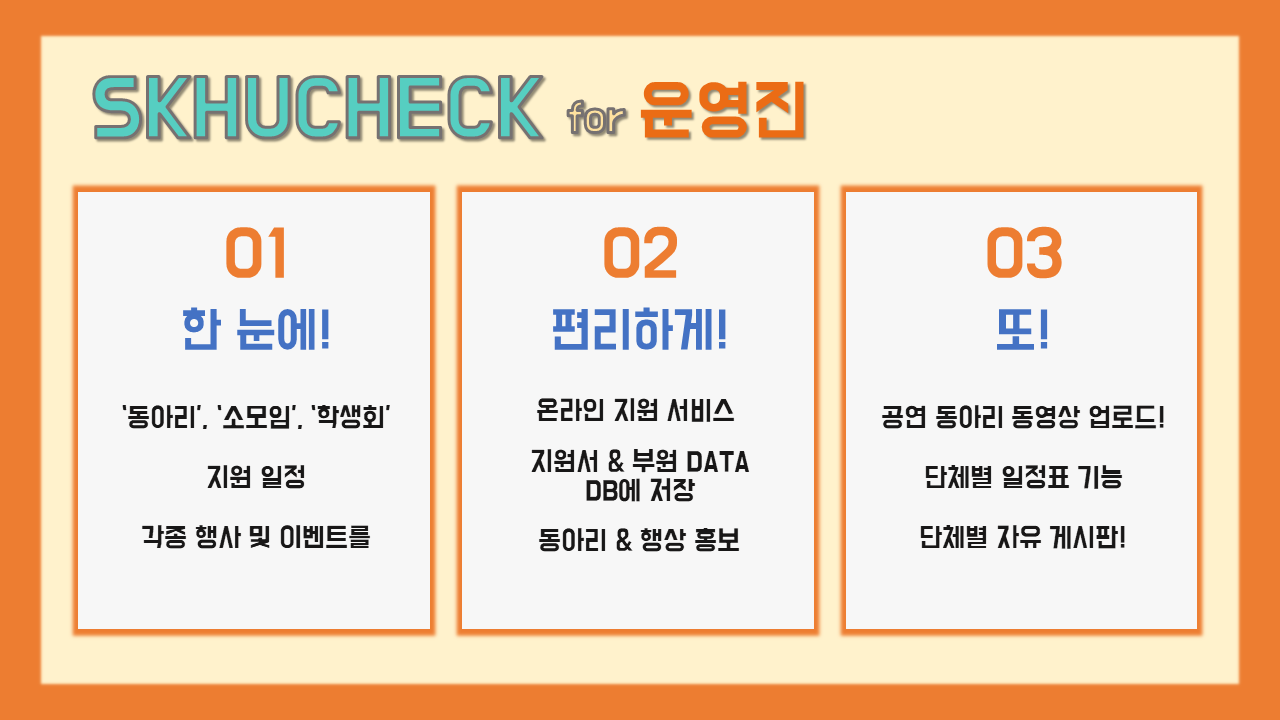 SKHUCHECK for 운영진
01
한 눈에!
'동아리', '소모임', '학생회'
지원 일정
각종 행사 및 이벤트를
02
편리하게!
온라인 지원 서비스
지원서 & 부원 DATA
DB에 저장
동아리 & 행상 홍보
03
또!
공연 동아리 동영상 업로드!
단체별 일정표 기능
단체별 자유 게시판!